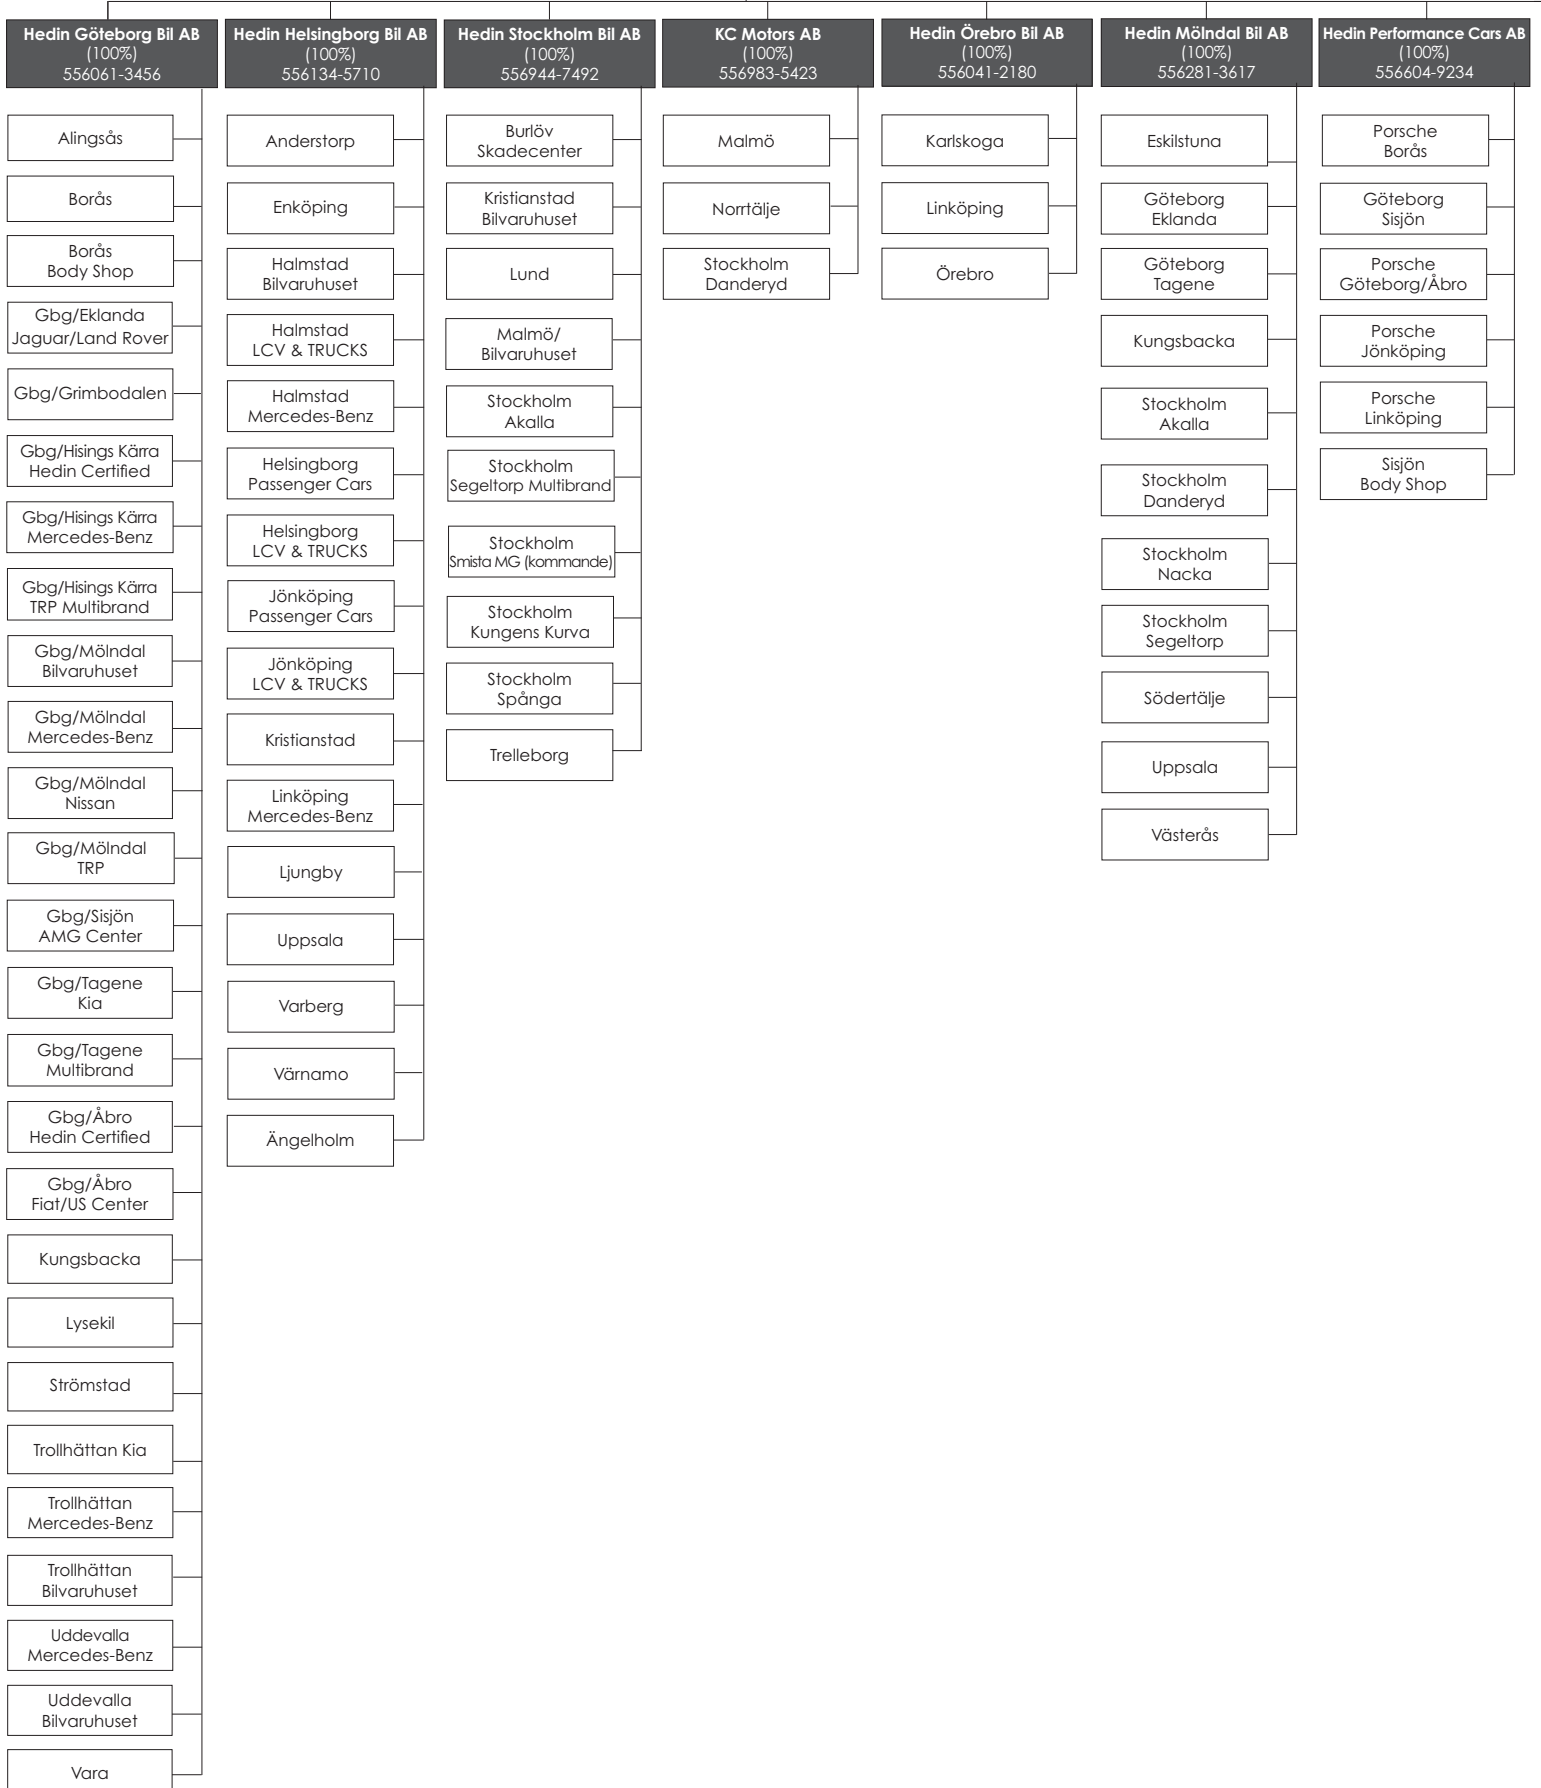 Hedin Göteborg Bil AB
(100%)
556061-3456
Alingsås
Borås
Borås
Body Shop
Gbg/Eklanda
Jaguar/Land Rover
Gbg/Grimbodalen
Gbg/Hisings Kärra
Hedin Certified
Gbg/Hisings Kärra
Mercedes-Benz
Gbg/Hisings Kärra
TRP Multibrand
Gbg/Mölndal
Bilvaruhuset
Gbg/Mölndal
Mercedes-Benz
Gbg/Mölndal
Nissan
Gbg/Mölndal
TRP
Gbg/Sisjön
AMG Center
Gbg/Tagene
Kia
Gbg/Tagene
Multibrand
Gbg/Åbro
Hedin Certified
Gbg/Åbro
Fiat/US Center
Kungsbacka
Lysekil
Strömstad
Trollhättan Kia
Trollhättan
Mercedes-Benz
Trollhättan
Bilvaruhuset
Uddevalla
Mercedes-Benz
Uddevalla
Bilvaruhuset
Vara
Hedin Helsingborg Bil AB
(100%)
556134-5710
Anderstorp
Enköping
Halmstad
Bilvaruhuset
Halmstad
LCV & TRUCKS
Halmstad
Mercedes-Benz
Helsingborg
Passenger Cars
Helsingborg
LCV & TRUCKS
Jönköping
Passenger Cars
Jönköping
LCV & TRUCKS
Kristianstad
Linköping
Mercedes-Benz
Ljungby
Uppsala
Varberg
Värnamo
Ängelholm
Hedin Stockholm Bil AB
(100%)
556944-7492
Burlöv
Skadecenter
Kristianstad
Bilvaruhuset
Lund
Malmö/
Bilvaruhuset
Stockholm
Akalla
Stockholm
Segeltorp Multibrand
Stockholm
Smista MG (kommande)
Stockholm
Kungens Kurva
Stockholm
Spånga
Trelleborg
KC Motors AB
(100%)
556983-5423
Malmö
Norrtälje
Stockholm
Danderyd
Hedin Örebro Bil AB
(100%)
556041-2180
Karlskoga
Linköping
Örebro
Hedin Mölndal Bil AB
(100%)
556281-3617
Eskilstuna
Göteborg
Eklanda
Göteborg
Tagene
Kungsbacka
Stockholm
Akalla
Stockholm
Danderyd
Stockholm
Nacka
Stockholm
Segeltorp
Södertälje
Uppsala
Västerås
Hedin Performance Cars AB
(100%)
556604-9234
Porsche
Borås
Göteborg
Sisjön
Porsche
Göteborg/Åbro
Porsche
Jönköping
Porsche
Linköping
Sisjön
Body Shop